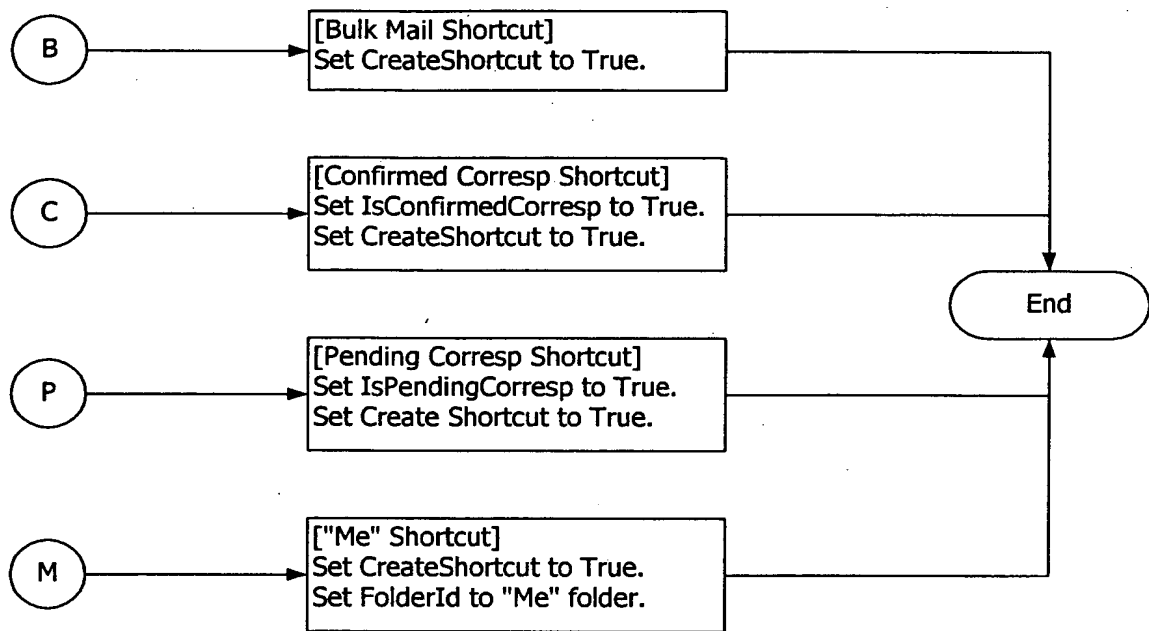 B
[Bulk Mail Shortcut]
Set CreateShortcut to True.
C
[Confirmed Corresp Shortcut]
Set IsConfirmedCorresp to True.
Set CreateShortcut to True.
End
P
[Pending Corresp Shortcut]
Set IsPendingCorresp to True.
Set Create Shortcut to True.
M
["Me" Shortcut]
Set CreateShortcut to True.
Set FolderId to "Me" folder.